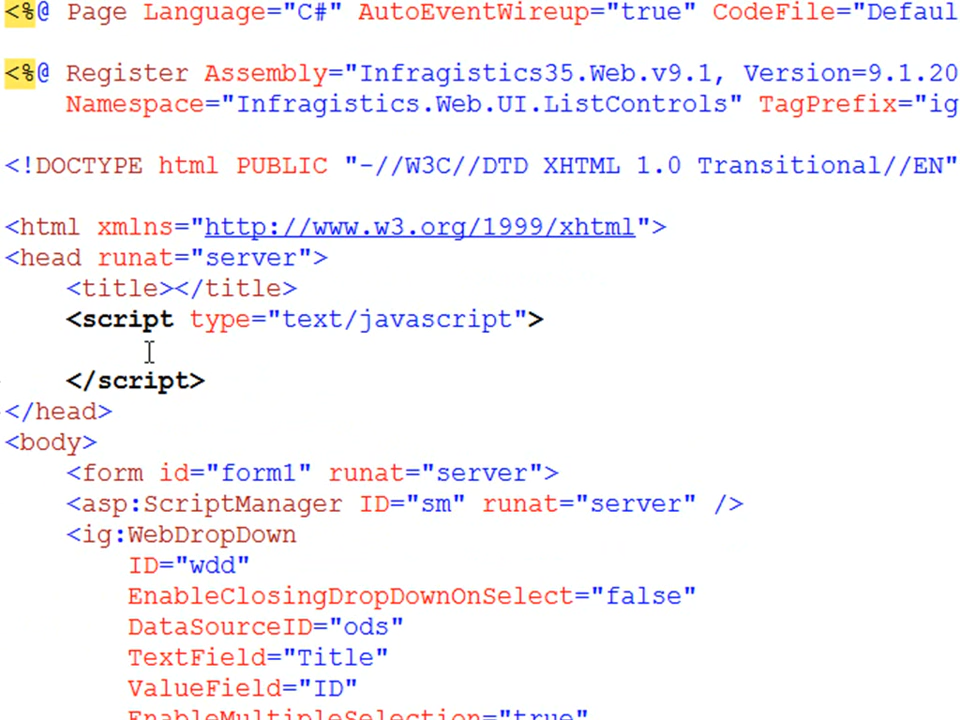 <%@ Page Language="C#" AutoEventWireup="true" CodeFile="Defaul
<%@ Register Assembly="Infragistics35.Web.v9.1, Version=9.1.20
Namespace="Infragistics.Web.UI.ListControls" TagPrefix="ig
<!DOCTYPE html PUBLIC "-//W3C//DTD XHTML 1.0 Transitional//EN"
<html xmlns="http://www.w3.org/1999/xhtml">
<head runat="server">
<title></title>
<script type="text/javascript">
</script>
</head>
<body>
<form id="form1" runat="server">
<asp:ScriptManager ID="sm" runat="server" />
<ig:WebDropDown
ID="wdd"
EnableClosingDropDownOnSelect="false"
DataSourceID="ods"
TextField="Title"
ValueField="ID"
EnableMultipleSelection="true"